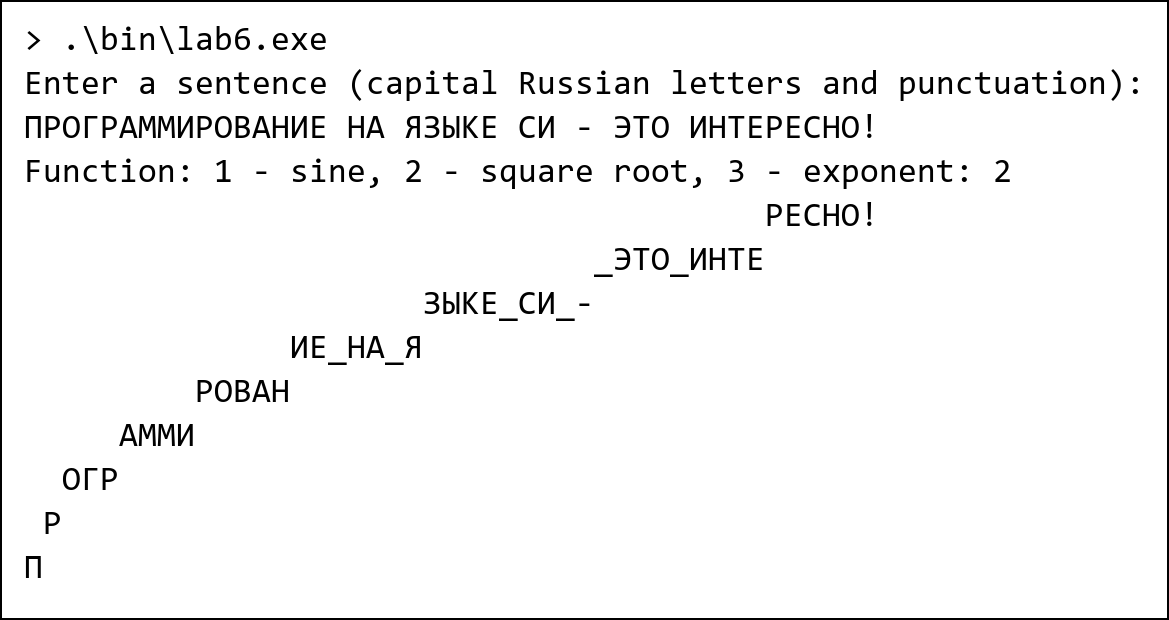 > .\bin\lab6.exe
Enter a sentence (capital Russian letters and punctuation):
ПРОГРАММИРОВАНИЕ НА ЯЗЫКЕ СИ - ЭТО ИНТЕРЕСНО!
Function: 1 - sine, 2 - square root, 3 - exponent: 2
                                       РЕСНО!
                              _ЭТО_ИНТЕ
                     ЗЫКЕ_СИ_-
              ИЕ_НА_Я
         РОВАН
     АММИ
  ОГР
 Р
П